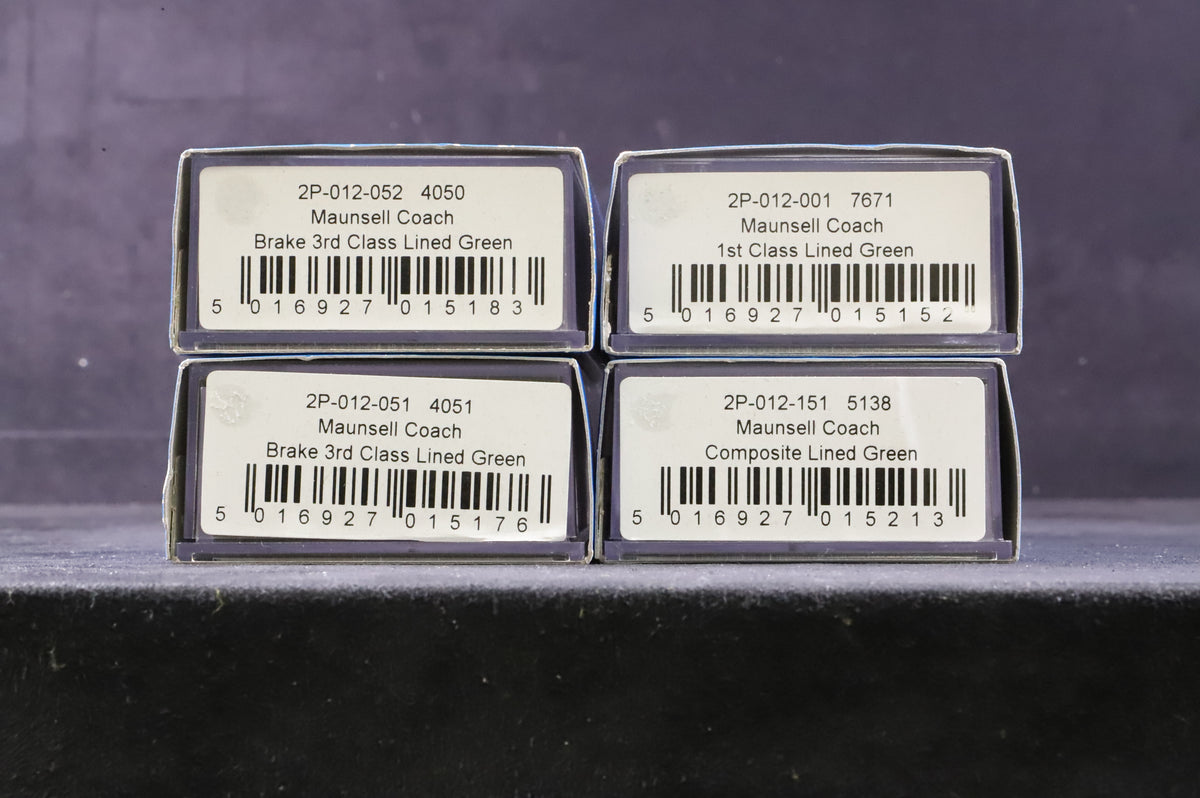 2P-012-052 4050
Maunsell Coach
Brake 3rd Class Lined Green
5 016927 015183
2P-012-001 7671
Maunsell Coach
1st Class Lined Green
5 016927 015152
2P-012-051 4051
Maunsell Coach
Brake 3rd Class Lined Green
5 016927 015176
2P-012-151 5138
Maunsell Coach
Composite Lined Green
5 016927 015213